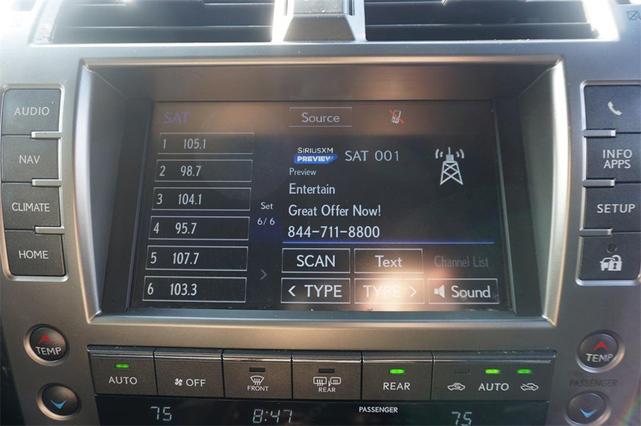 AUDIO
NAV
CLIMATE
HOME
SAT
Source
1 105.1
2 98.7
3 104.1
4 95.7
5 107.7
6 103.3
Set
6/6
SIRIUSXM
PREVIEW
SAT 001
Preview
Entertain
Great Offer Now!
844-711-8800
SCAN
Text
Channel List
< TYPE
TYPE >
Sound
INFO
APPS
SETUP
TEMP
AUTO
OFF
FRONT
REAR
REAR
AUTO
TEMP
PASSENGER
75
8:47
PASSENGER
75